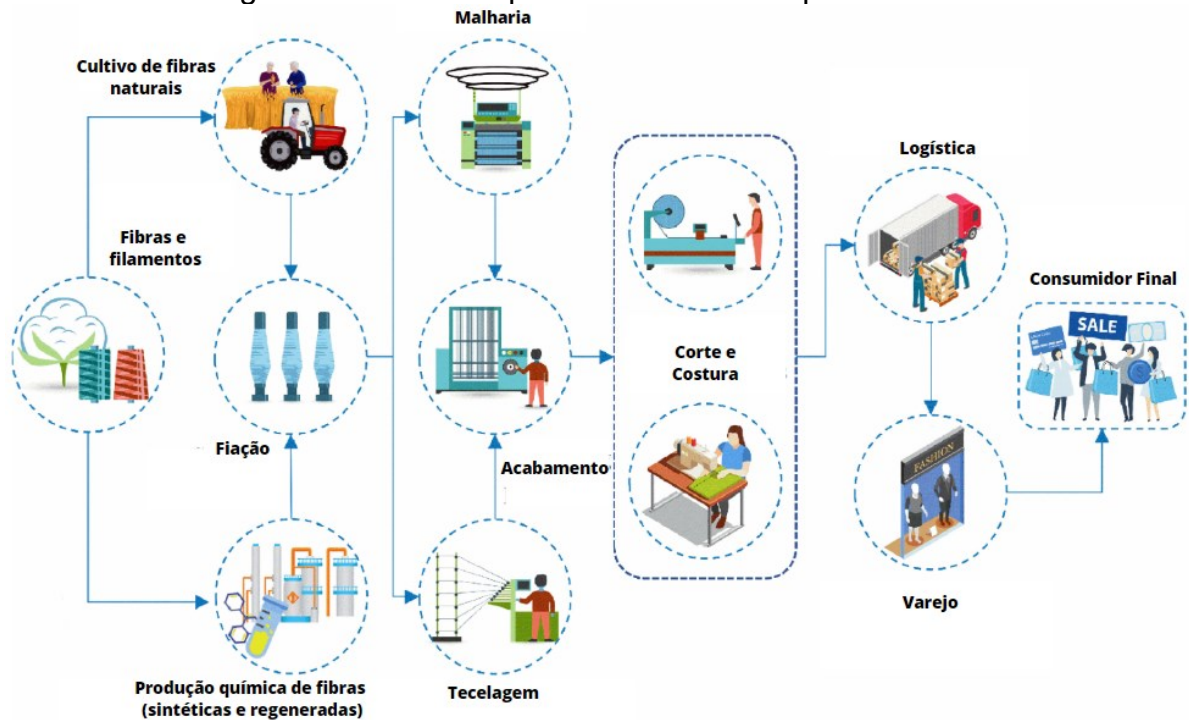 Malharia
Cultivo de fibras
naturais
Logística
Fibras e
filamentos
Consumidor Final
SALE
Corte e
Costura
Fiação
Acabamento
FASHION
Varejo
Produção química de fibras
(sintéticas e regeneradas)
Tecelagem